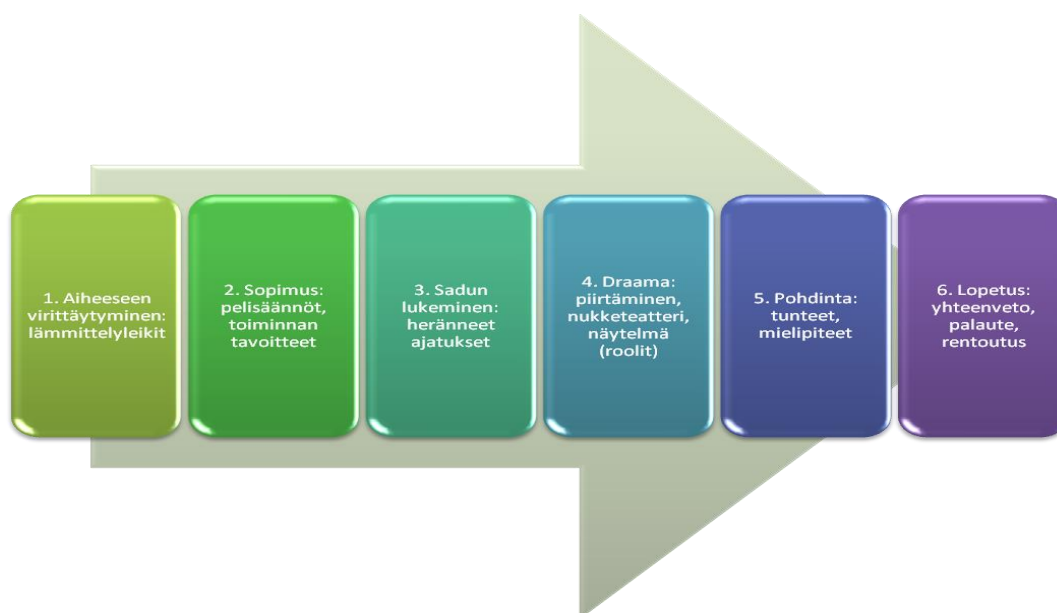 1. Aiheeseen
virittäytyminen:
lämmittelyleikit
2. Sopimus:
pelisäännöt,
toiminnan
tavoitteet
3. Sadun
lukeminen:
heränneet
ajatukset
4. Draama:
piirtäminen,
nukketeatteri,
näytelmä
(roolit)
5. Pohdinta:
tunteet,
mielipiteet
6. Lopetus:
yhteenveto,
palaute,
rentoutus